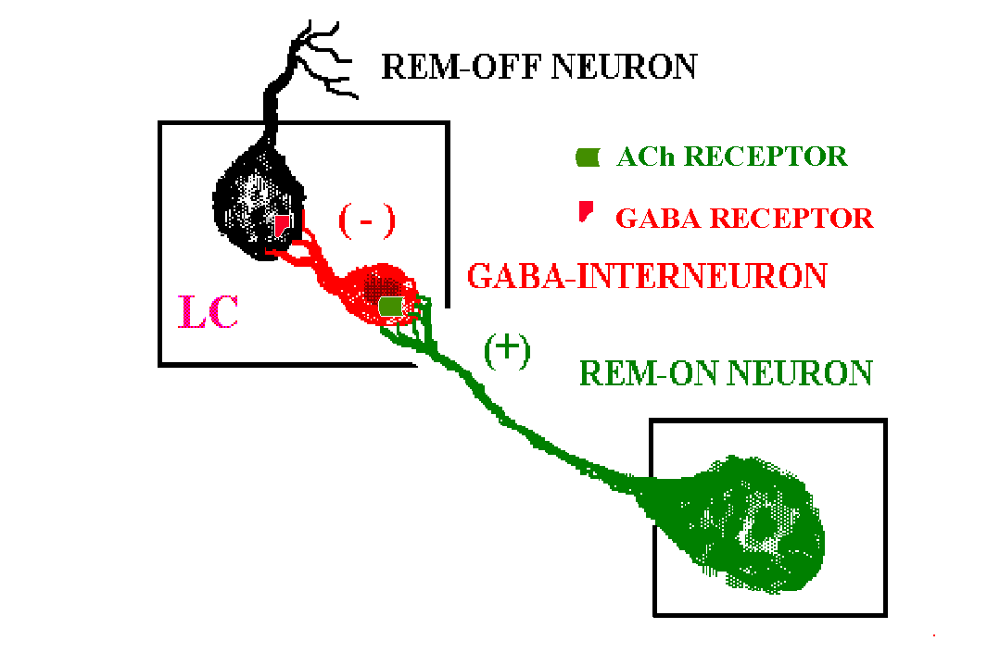 REM-OFF NEURON
ACh RECEPTOR
(-)
GABA RECEPTOR
GABA-INTERNEURON
LC
(+)
REM-ON NEURON